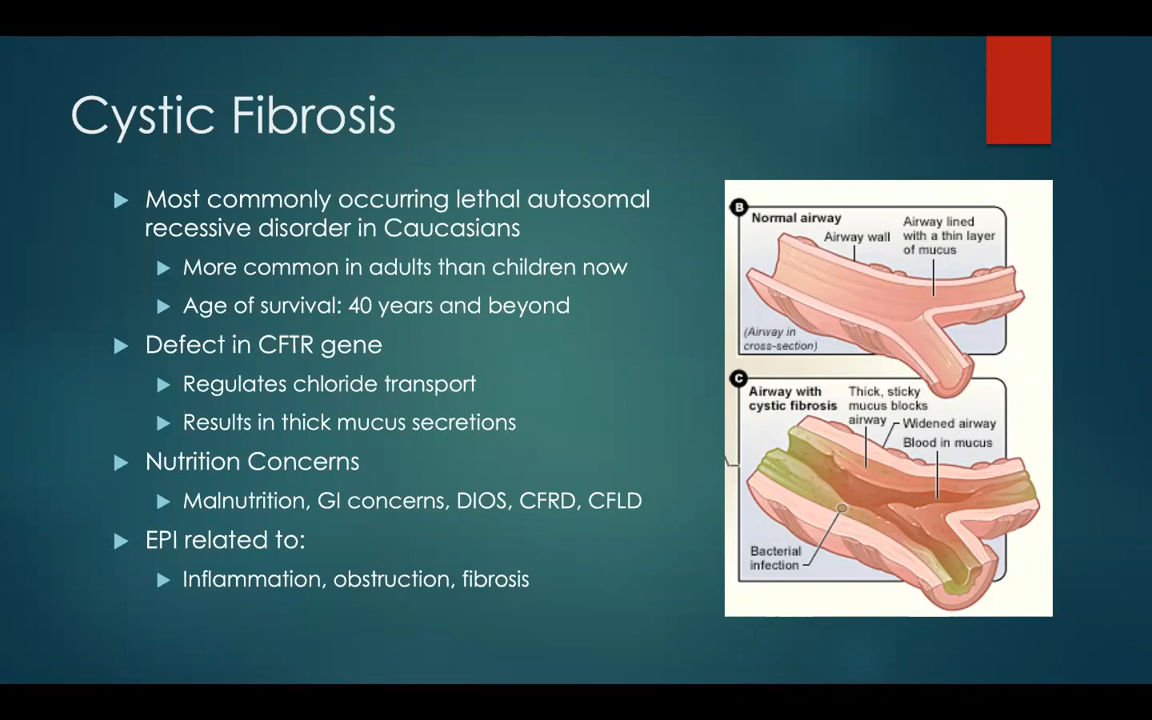 Cystic Fibrosis
Most commonly occurring lethal autosomal
recessive disorder in Caucasians
More common in adults than children now
Age of survival: 40 years and beyond
Defect in CFTR gene
Regulates chloride transport
Results in thick mucus secretions
Nutrition Concerns
Malnutrition, GI concerns, DIOS, CFRD, CFLD
EPI related to:
Inflammation, obstruction, fibrosis
B
Normal airway
Airway wall
Airway lined
with a thin layer
of mucus
(Airway in
cross-section)
C
Airway with
cystic fibrosis
Thick, sticky
mucus blocks
airway
Widened airway
Blood in mucus
Bacterial
infection